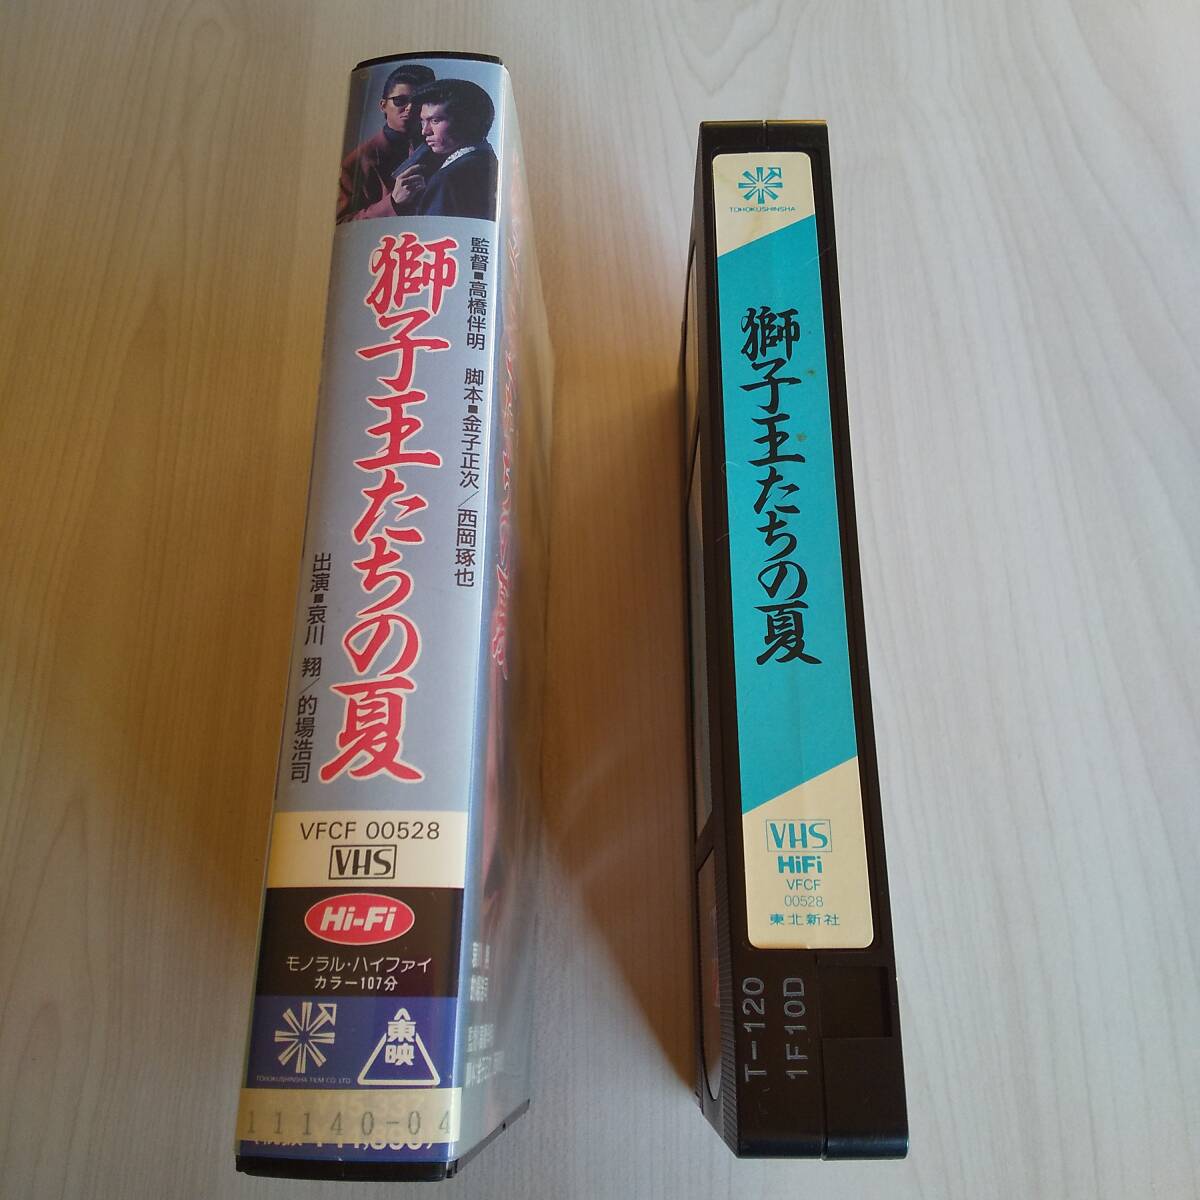 獅子王たちの夏
監督■高橋伴明 脚本■金子正次/西岡琢也
出演■哀川 翔/的場浩司
VFCF 00528
VHS
Hi-Fi
モノラル・ハイファイ
カラー107分
TOHOKUSHINSHA FILM CO. LTD.
東映
11140-04
TOHOKUSHINSHA
獅子王たちの夏
VHS
HiFi
VFCF
00528
東北新社
T-120
1F10D